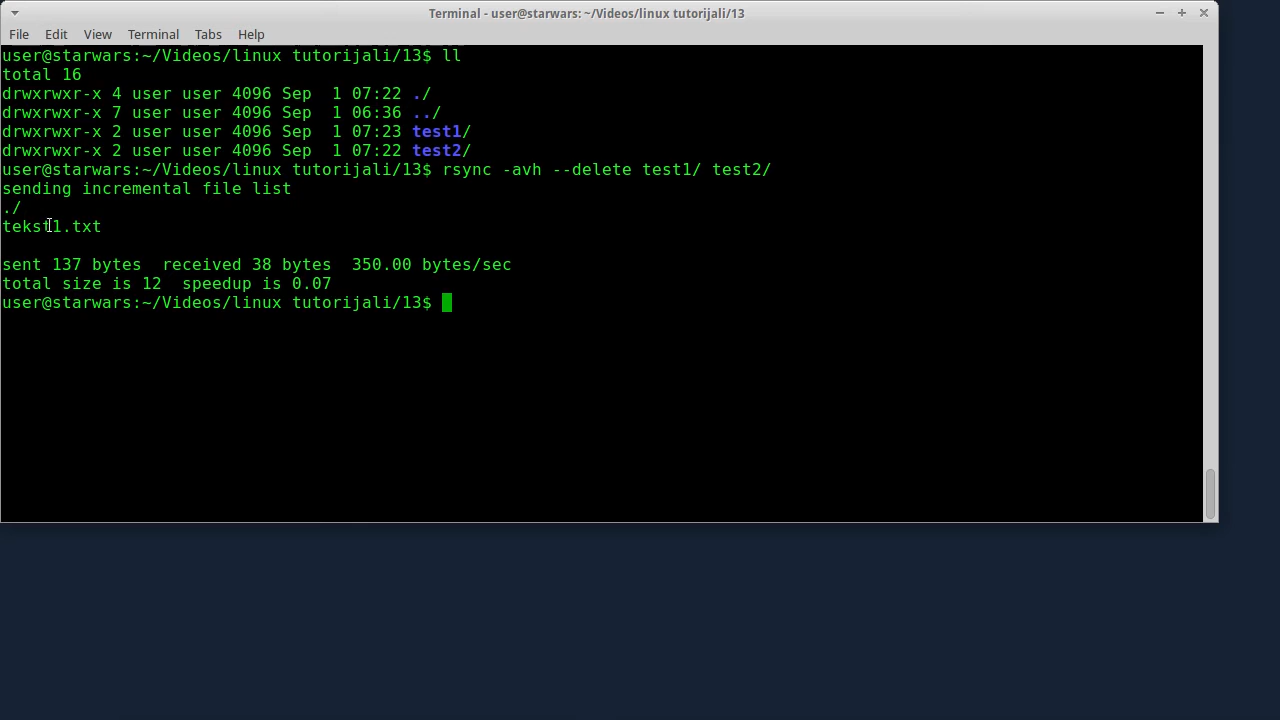 Terminal - user@starwars: ~/Videos/linux tutorijali/13
File Edit View Terminal Tabs Help
user@starwars:~/Videos/linux tutorijali/13$ ll
total 16
drwxrwxr-x 4 user user 4096 Sep  1 07:22 ./
drwxrwxr-x 7 user user 4096 Sep  1 06:36 ../
drwxrwxr-x 2 user user 4096 Sep  1 07:23 test1/
drwxrwxr-x 2 user user 4096 Sep  1 07:22 test2/
user@starwars:~/Videos/linux tutorijali/13$ rsync -avh --delete test1/ test2/
sending incremental file list
./
tekst1.txt
sent 137 bytes  received 38 bytes  350.00 bytes/sec
total size is 12  speedup is 0.07
user@starwars:~/Videos/linux tutorijali/13$